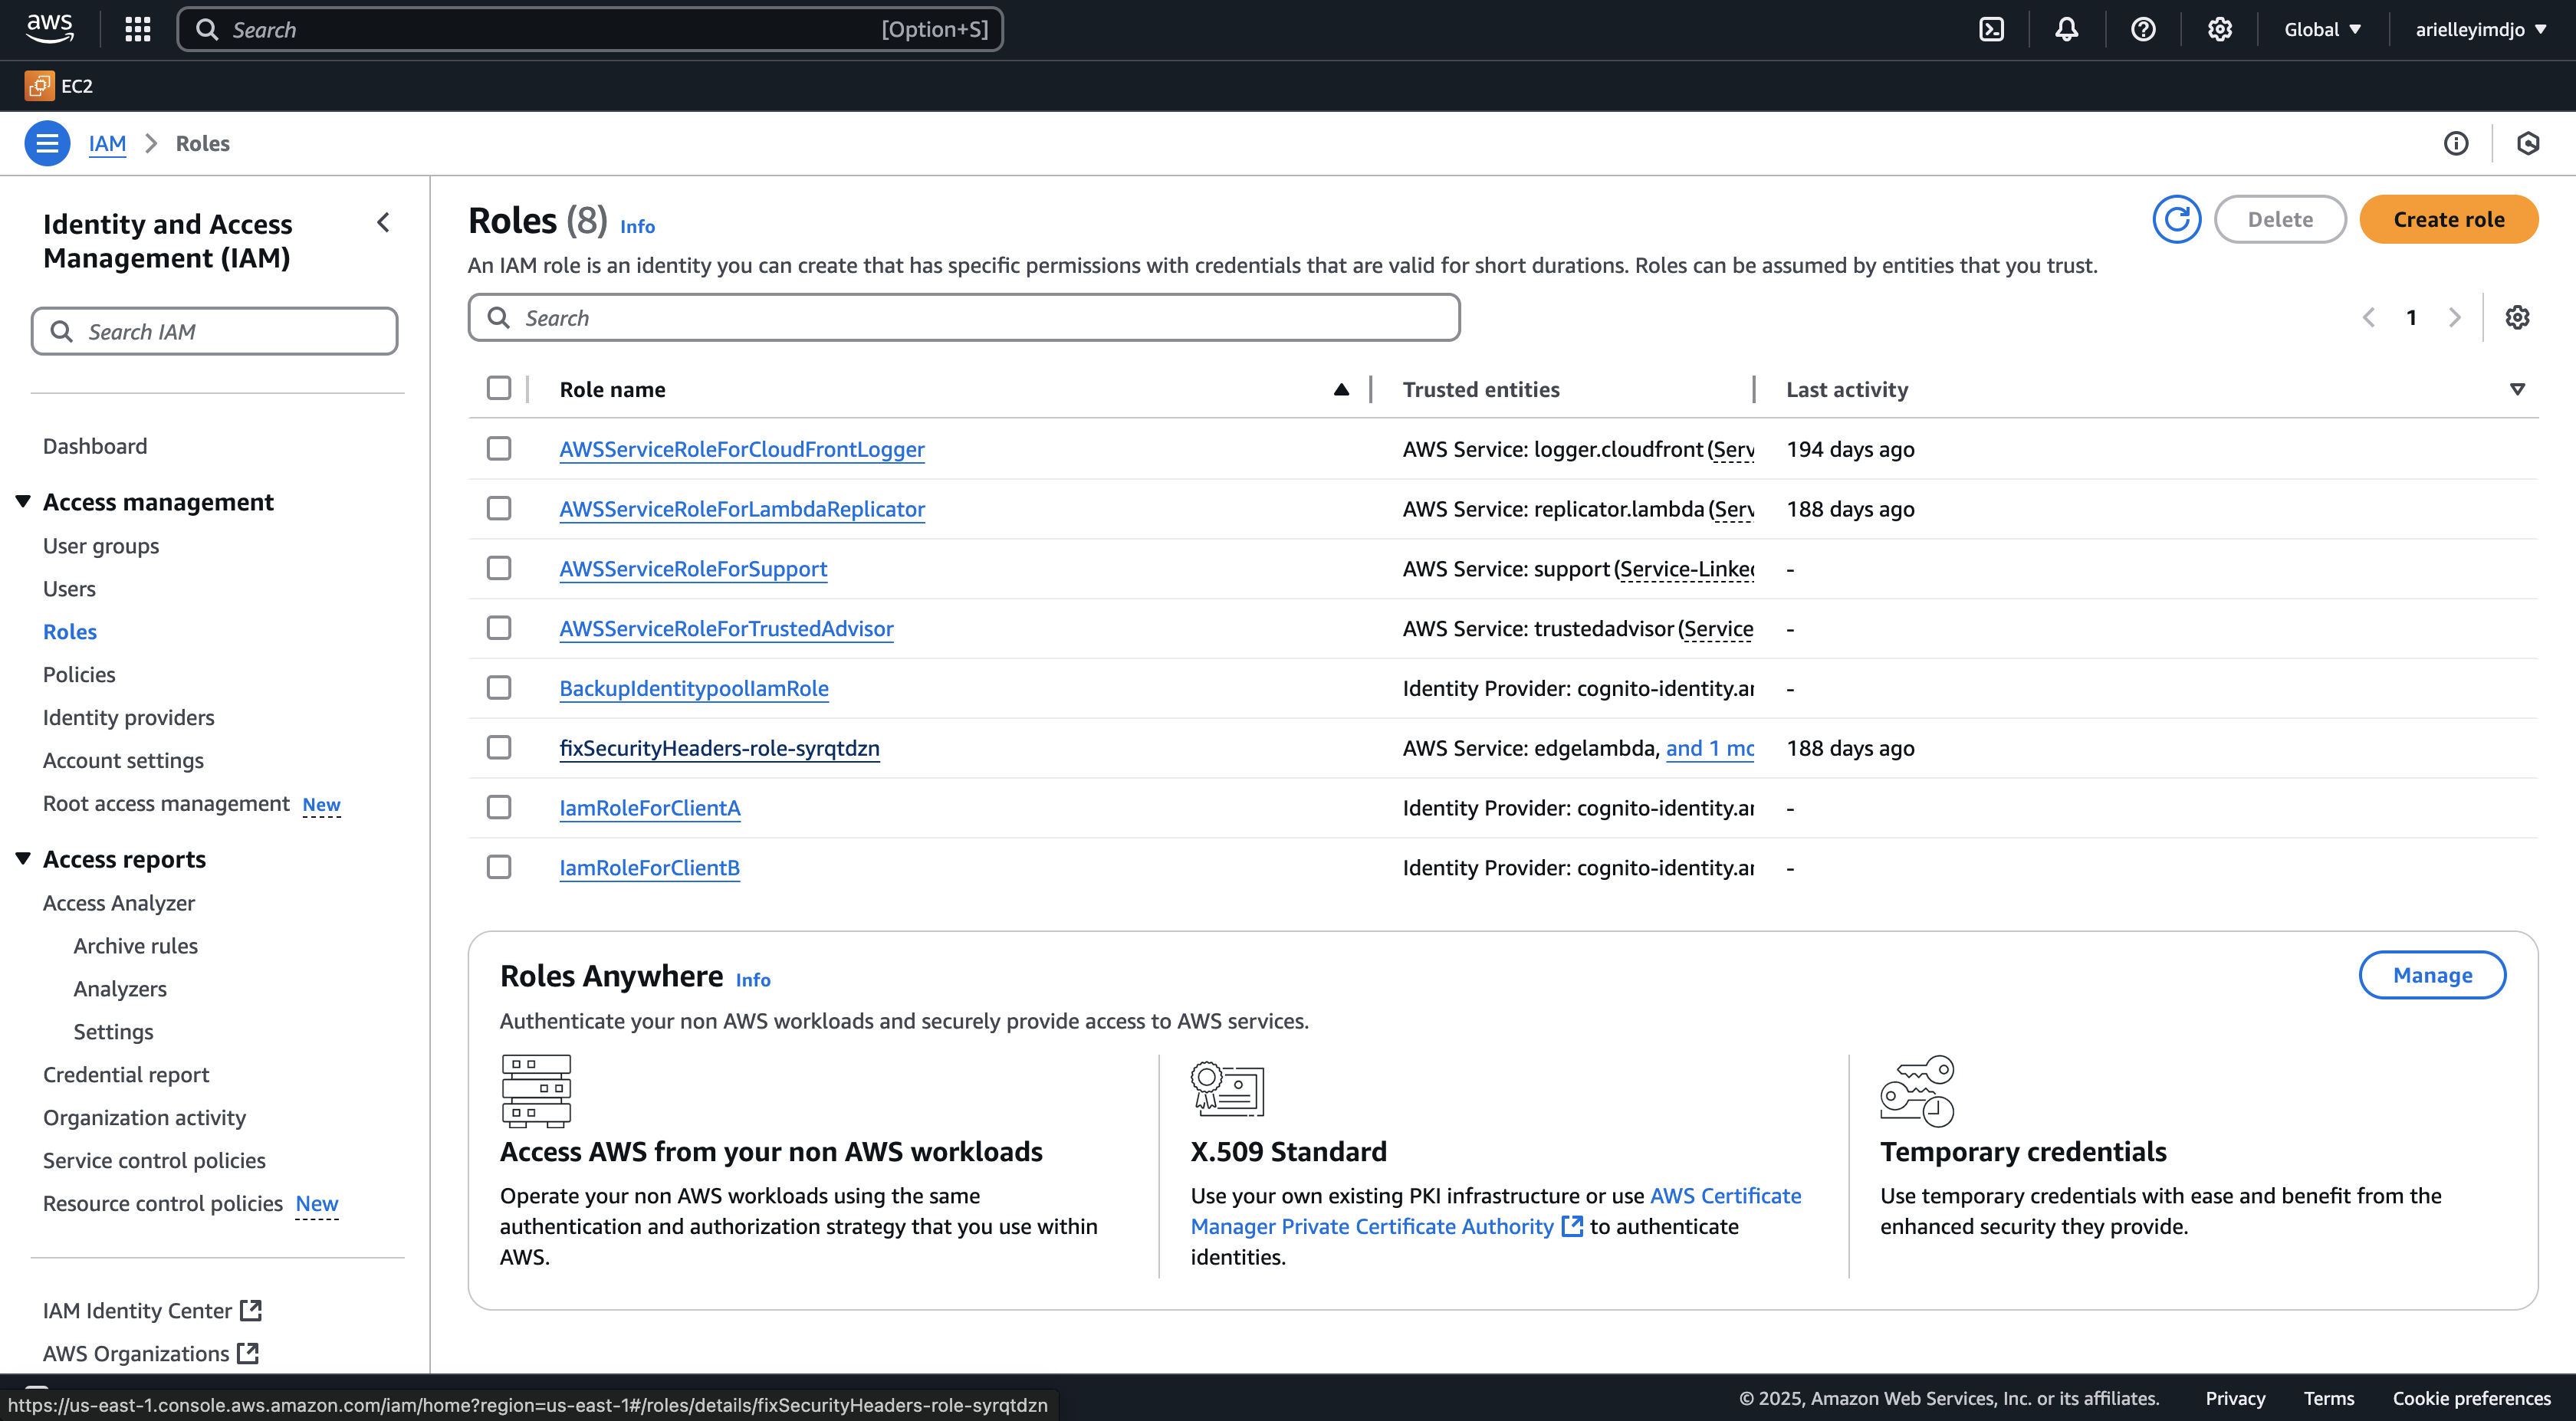 aws
Search
[Option+S]
Global
arielleyimdjo
EC2
IAM
Roles
Identity and Access
Management (IAM)
Search IAM
Dashboard
Access management
User groups
Users
Roles
Policies
Identity providers
Account settings
Root access management New
Access reports
Access Analyzer
Archive rules
Analyzers
Settings
Credential report
Organization activity
Service control policies
Resource control policies New
IAM Identity Center
AWS Organizations
Roles (8) Info
Delete
Create role
An IAM role is an identity you can create that has specific permissions with credentials that are valid for short durations. Roles can be assumed by entities that you trust.
Search
1
Role name Trusted entities Last activity
AWSServiceRoleForCloudFrontLogger AWS Service: logger.cloudfront (Serv 194 days ago
AWSServiceRoleForLambdaReplicator AWS Service: replicator.lambda (Serv 188 days ago
AWSServiceRoleForSupport AWS Service: support (Service-Linked -
AWSServiceRoleForTrustedAdvisor AWS Service: trustedadvisor (Service -
BackupIdentitypoolIamRole Identity Provider: cognito-identity.ar -
fixSecurityHeaders-role-syrqtdzn AWS Service: edgelambda, and 1 mo 188 days ago
IamRoleForClientA Identity Provider: cognito-identity.ar -
IamRoleForClientB Identity Provider: cognito-identity.ar -
Roles Anywhere Info
Manage
Authenticate your non AWS workloads and securely provide access to AWS services.
Access AWS from your non AWS workloads
Operate your non AWS workloads using the same
authentication and authorization strategy that you use within
AWS.
X.509 Standard
Use your own existing PKI infrastructure or use AWS Certificate
Manager Private Certificate Authority to authenticate
identities.
Temporary credentials
Use temporary credentials with ease and benefit from the
enhanced security they provide.
https://us-east-1.console.aws.amazon.com/iam/home?region=us-east-1#/roles/details/fixSecurityHeaders-role-syrqtdzn
© 2025, Amazon Web Services, Inc. or its affiliates.
Privacy
Terms
Cookie preferences